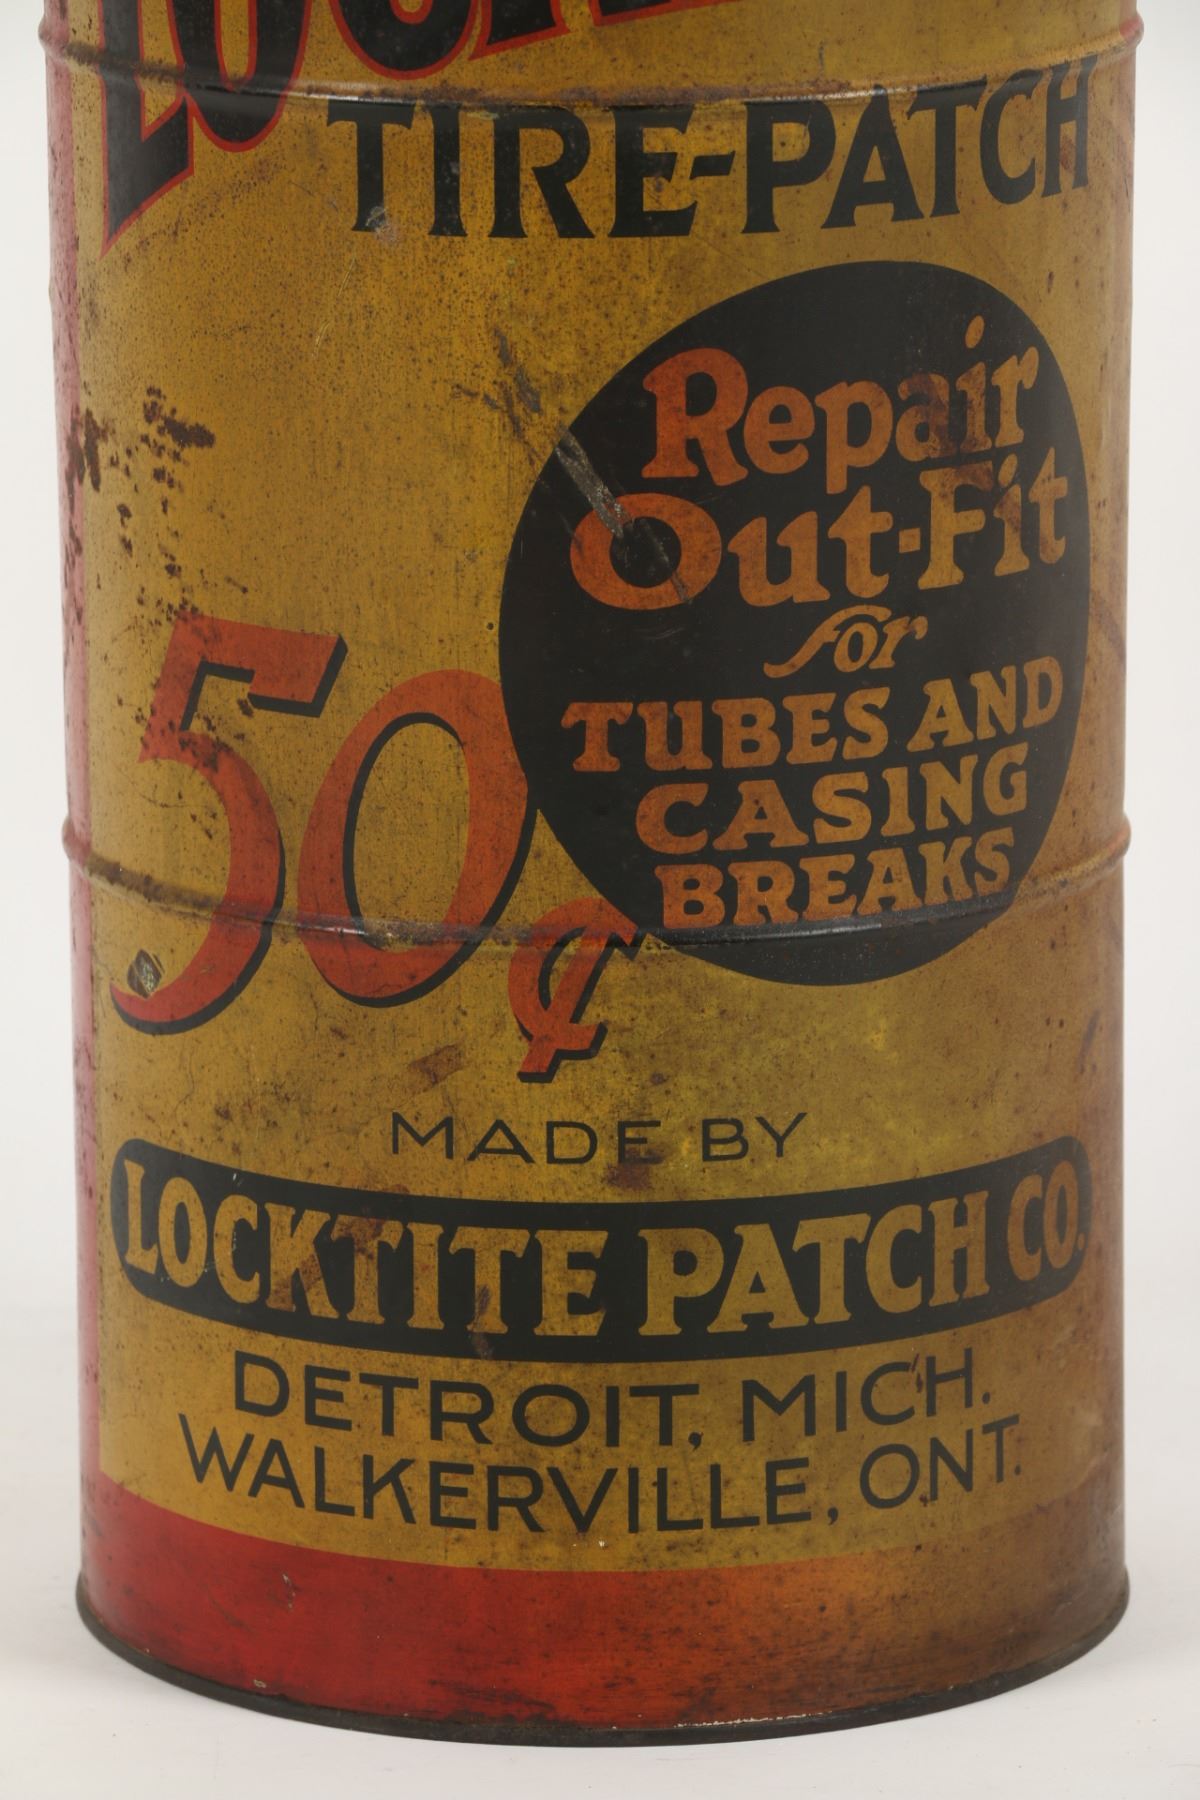 TIRE-PATCH
Repair
Out-Fit
for
TUBES AND
CASING
BREAKS
50¢
MADE BY
LOCKTITE PATCH CO.
DETROIT, MICH.
WALKERVILLE, ONT.